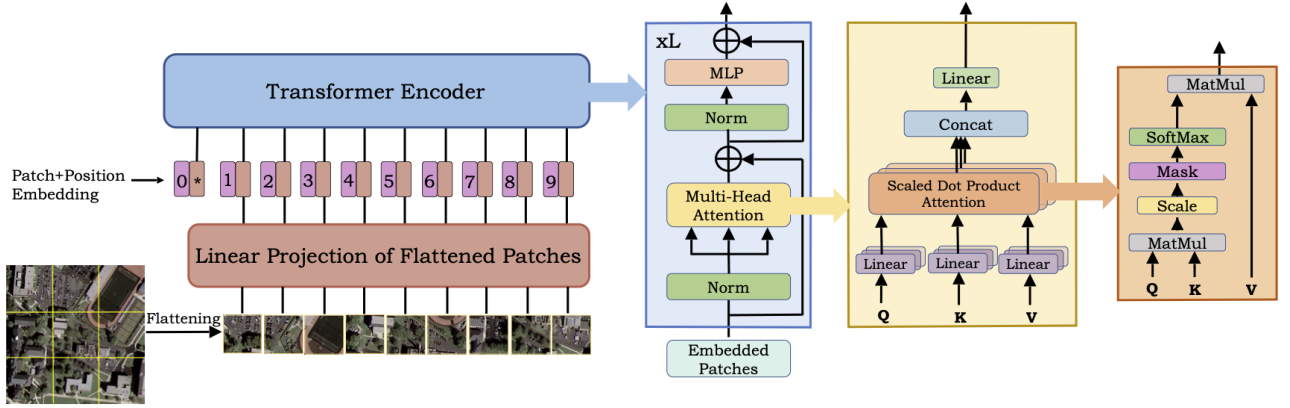 Transformer Encoder
Patch+Position
Embedding
0 * 1 2 3 4 5 6 7 8 9
Linear Projection of Flattened Patches
Flattening
xL
MLP
Norm
Multi-Head
Attention
Norm
Embedded
Patches
Linear
Concat
Scaled Dot Product
Attention
Linear Linear Linear
Q K V
MatMul
SoftMax
Mask
Scale
MatMul
Q K V